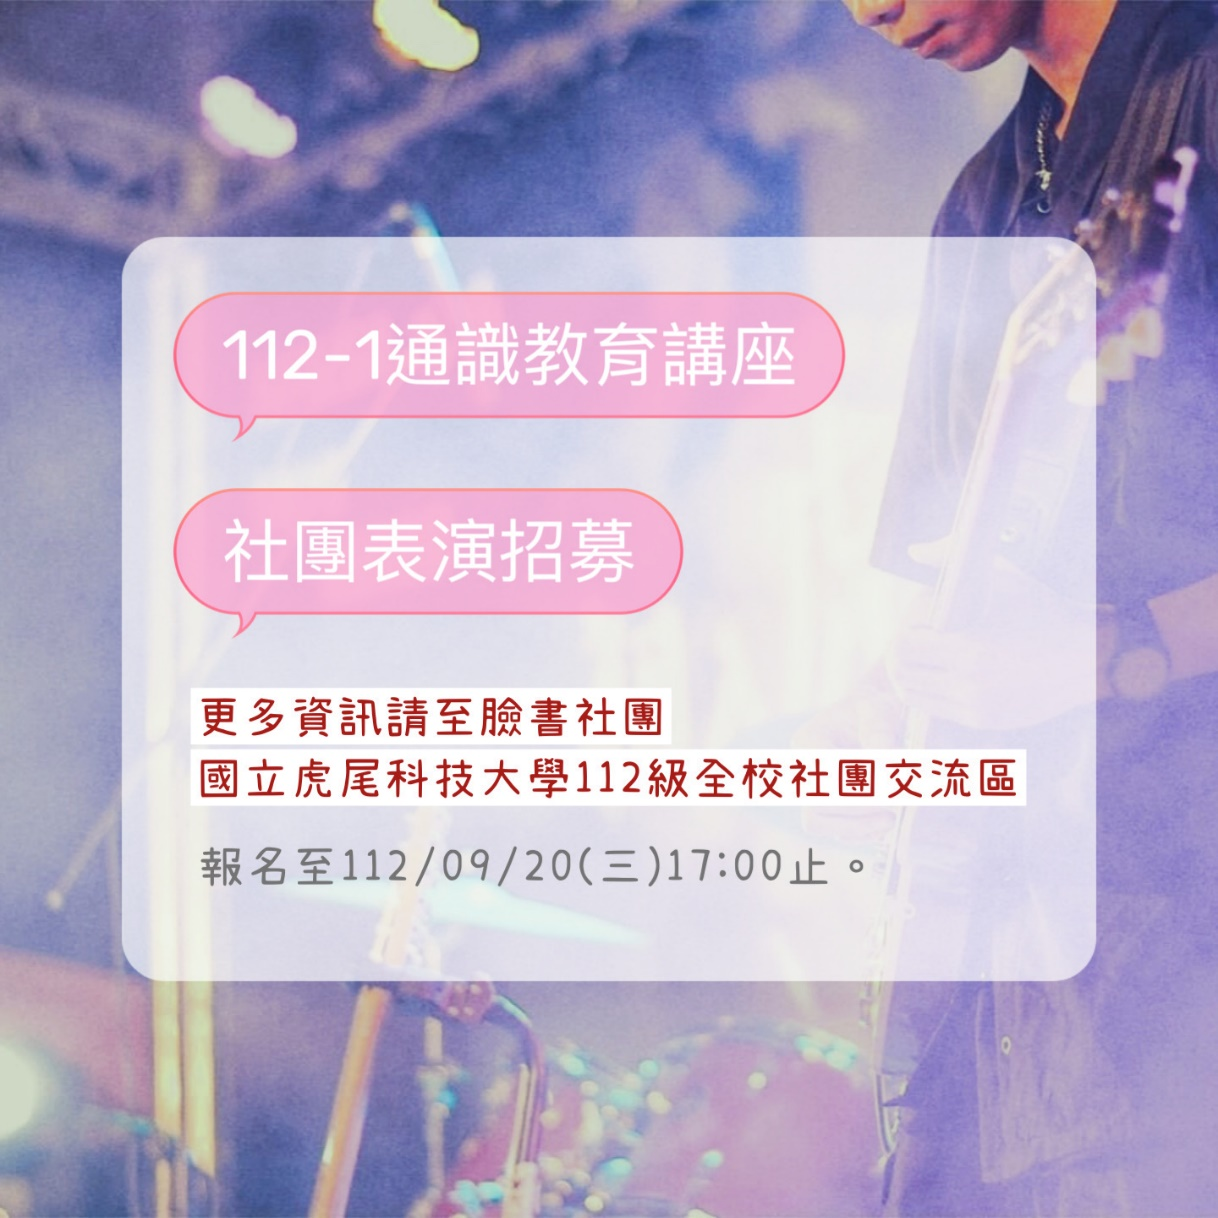 112-1通識教育講座
社團表演招募
更多資訊請至臉書社團
國立虎尾科技大學112級全校社團交流區
報名至112/09/20(三)17:00止。